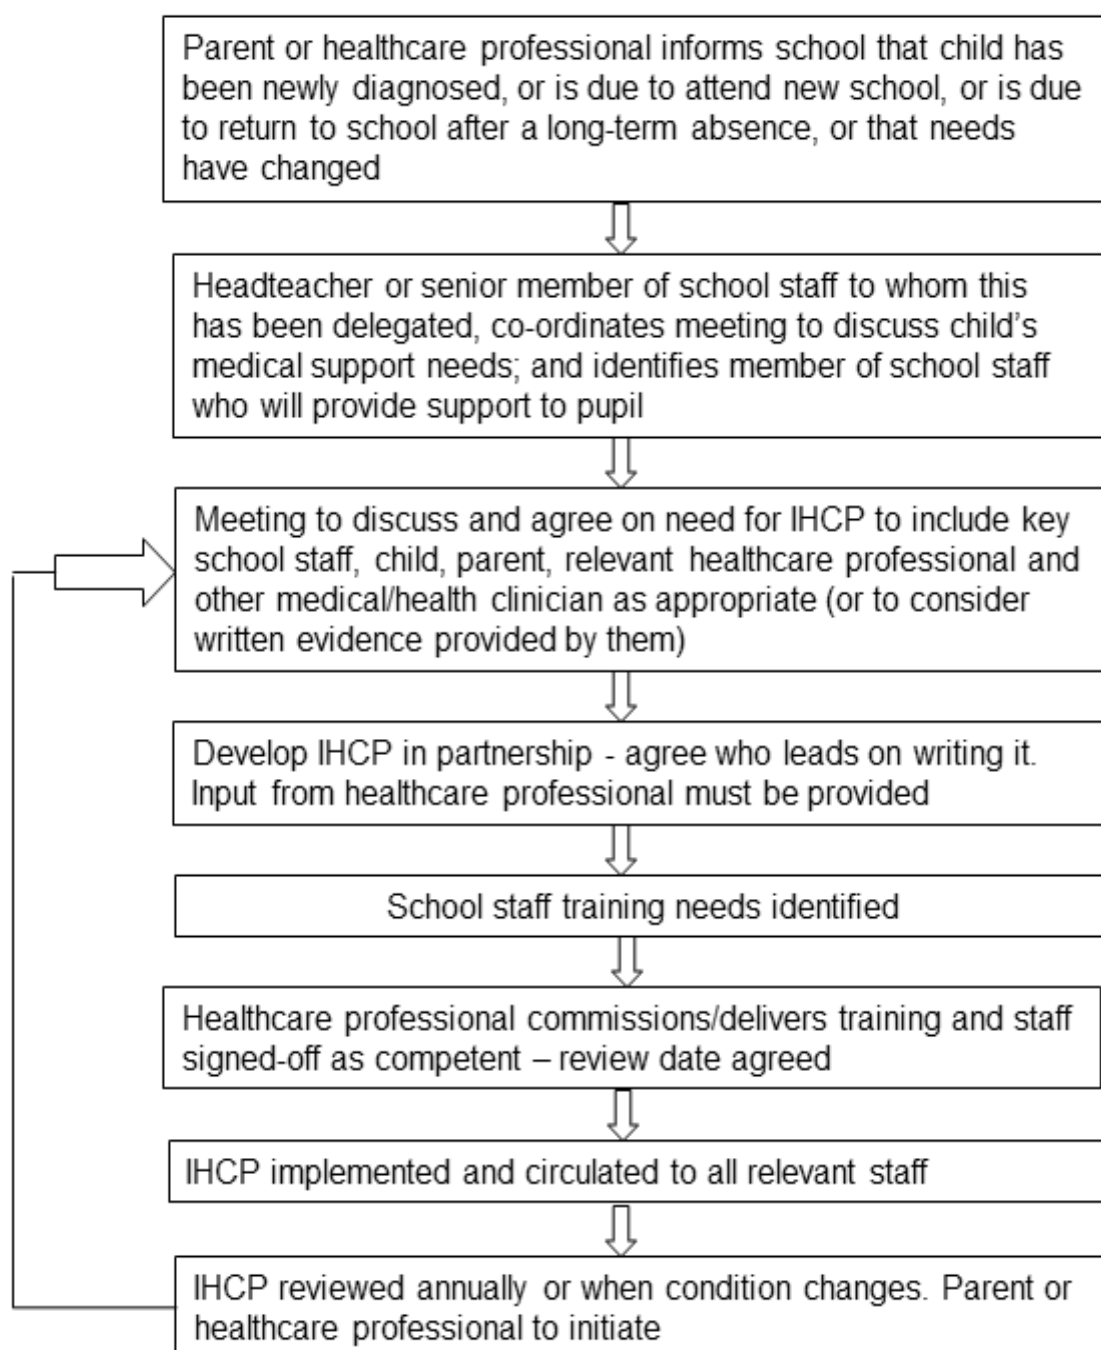 Parent or healthcare professional informs school that child has
been newly diagnosed, or is due to attend new school, or is due
to return to school after a long-term absence, or that needs
have changed
Headteacher or senior member of school staff to whom this
has been delegated, co-ordinates meeting to discuss child's
medical support needs; and identifies member of school staff
who will provide support to pupil
Meeting to discuss and agree on need for IHCP to include key
school staff, child, parent, relevant healthcare professional and
other medical/health clinician as appropriate (or to consider
written evidence provided by them)
Develop IHCP in partnership - agree who leads on writing it.
Input from healthcare professional must be provided
School staff training needs identified
Healthcare professional commissions/delivers training and staff
signed-off as competent – review date agreed
IHCP implemented and circulated to all relevant staff
IHCP reviewed annually or when condition changes. Parent or
healthcare professional to initiate